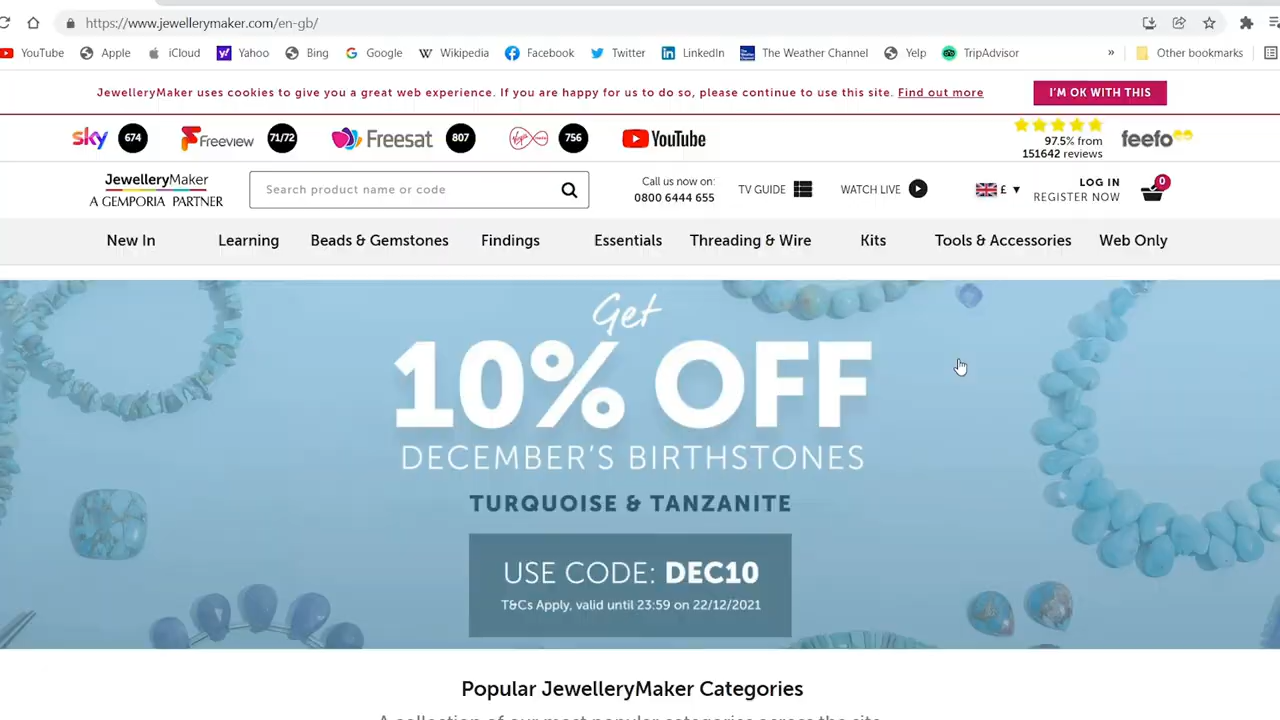 https://www.jewellerymaker.com/en-gb/
YouTube Apple iCloud Yahoo Bing Google Wikipedia Facebook Twitter LinkedIn The Weather Channel Yelp TripAdvisor » Other bookmarks
JewelleryMaker uses cookies to give you a great web experience. If you are happy for us to do so, please continue to use this site. Find out more
I'M OK WITH THIS
sky 674 Freeview 71/72 Freesat 807 756 YouTube
97.5% from
151642 reviews
feefo
JewelleryMaker
A GEMPORIA PARTNER
Search product name or code
Call us now on:
0800 6444 655
TV GUIDE
WATCH LIVE
£ ▼
LOG IN
REGISTER NOW
0
New In Learning Beads & Gemstones Findings Essentials Threading & Wire Kits Tools & Accessories Web Only
Get
10% OFF
DECEMBER'S BIRTHSTONES
TURQUOISE & TANZANITE
USE CODE: DEC10
T&Cs Apply, valid until 23:59 on 22/12/2021
Popular JewelleryMaker Categories
A collection of our most popular categories across the site